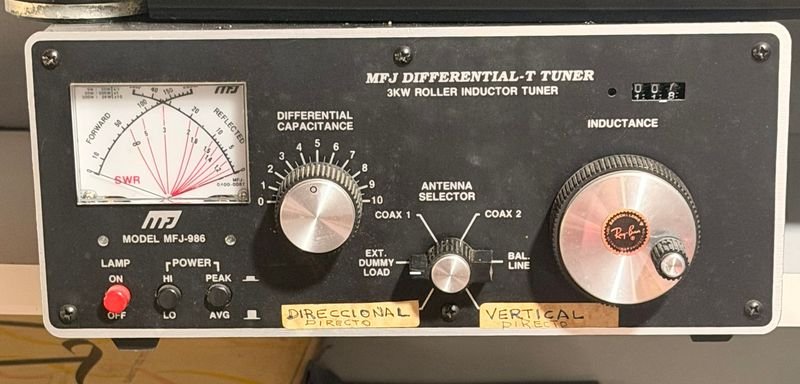 MFJ DIFFERENTIAL-T TUNER
3KW ROLLER INDUCTOR TUNER
INDUCTANCE
DIFFERENTIAL
CAPACITANCE
0 1 2 3 4 5 6 7 8 9 10
ANTENNA
SELECTOR
COAX 1
COAX 2
EXT.
DUMMY
LOAD
BAL.
LINE
FORWARD
REFLECTED
SWR
MFJ
MFJ
MODEL MFJ-986
LAMP
ON
OFF
POWER
HI
LO
PEAK
AVG
Ray-Ban
DIRECCIONAL
DIRECTO
VERTICAL
DIRECTO